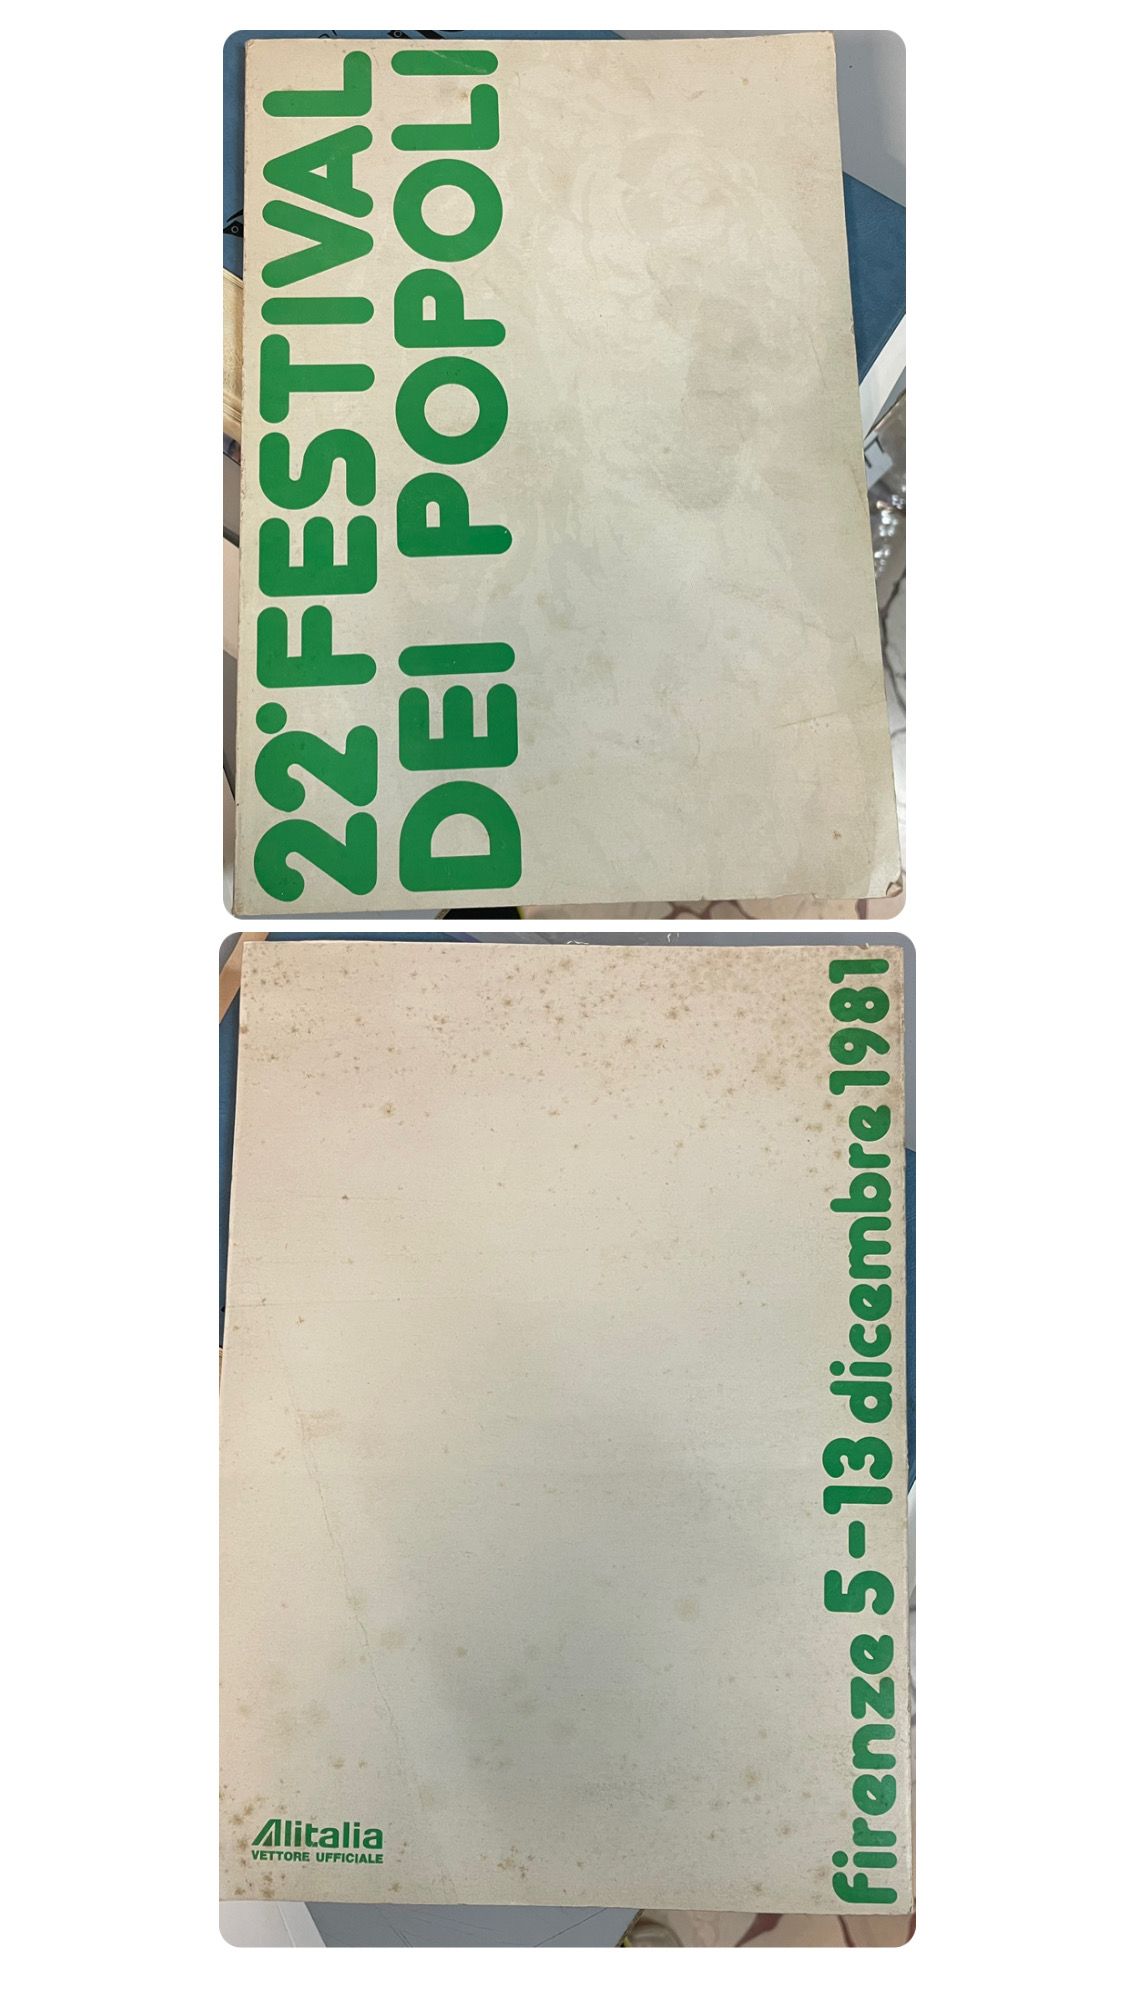 22° FESTIVAL
DEI POPOLI
firenze 5-13 dicembre 1981
Alitalia
VETTORE UFFICIALE